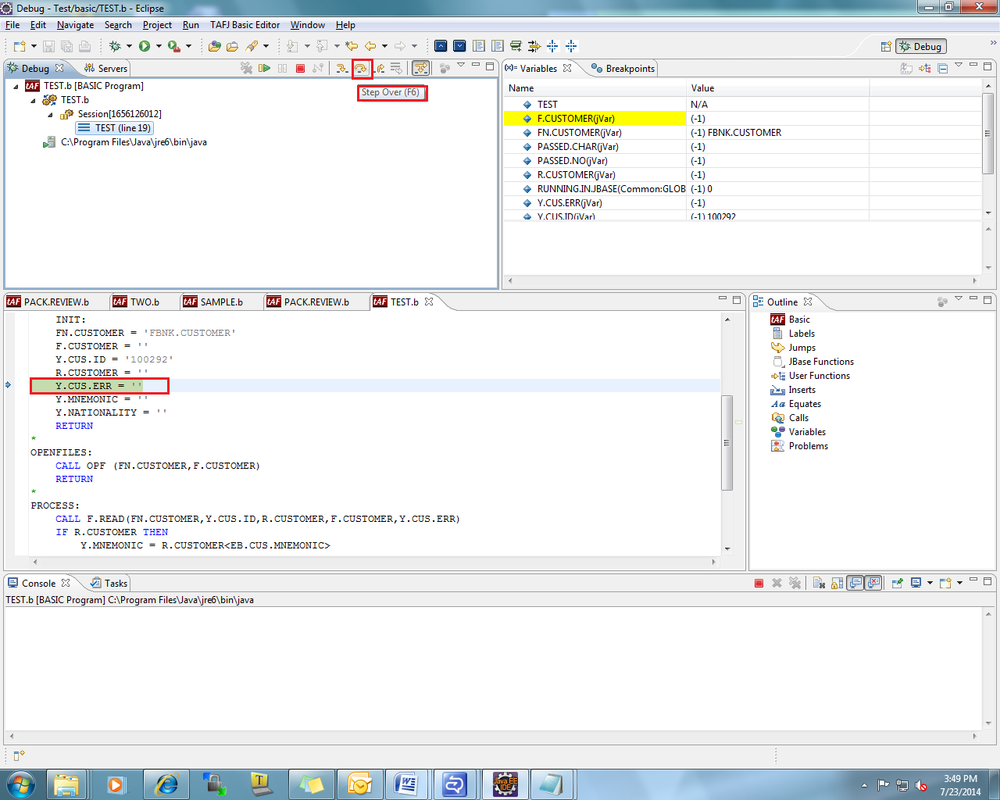 Debug - Test/basic/TEST.b - Eclipse
File Edit Navigate Search Project Run TAFJ Basic Editor Window Help
Debug
Debug Servers
Step Over (F6)
tAF TEST.b [BASIC Program]
TEST.b
Session[1656126012]
TEST (line 19)
C:\Program Files\Java\jre6\bin\java
(x)= Variables Breakpoints
Name Value
TEST N/A
F.CUSTOMER(jVar) (-1)
FN.CUSTOMER(jVar) (-1) FBNK.CUSTOMER
PASSED.CHAR(jVar) (-1)
PASSED.NO(jVar) (-1)
R.CUSTOMER(jVar) (-1)
RUNNING.IN.JBASE(Common:GLOB (-1) 0
Y.CUS.ERR(jVar) (-1)
Y.CUS.ID(jVar) (-1) 100292
tAF PACK.REVIEW.b tAF TWO.b tAF SAMPLE.b tAF PACK.REVIEW.b tAF TEST.b
INIT:
FN.CUSTOMER = 'FBNK.CUSTOMER'
F.CUSTOMER = ''
Y.CUS.ID = '100292'
R.CUSTOMER = ''
Y.CUS.ERR = ''
Y.MNEMONIC = ''
Y.NATIONALITY = ''
RETURN
*
OPENFILES:
CALL OPF (FN.CUSTOMER,F.CUSTOMER)
RETURN
*
PROCESS:
CALL F.READ(FN.CUSTOMER,Y.CUS.ID,R.CUSTOMER,F.CUSTOMER,Y.CUS.ERR)
IF R.CUSTOMER THEN
Y.MNEMONIC = R.CUSTOMER<EB.CUS.MNEMONIC>
Outline
tAF Basic
Labels
Jumps
JBase Functions
User Functions
Inserts
Aa Equates
Calls
Variables
Problems
Console Tasks
TEST.b [BASIC Program] C:\Program Files\Java\jre6\bin\java
Java EE
IDE
3:49 PM
7/23/2014